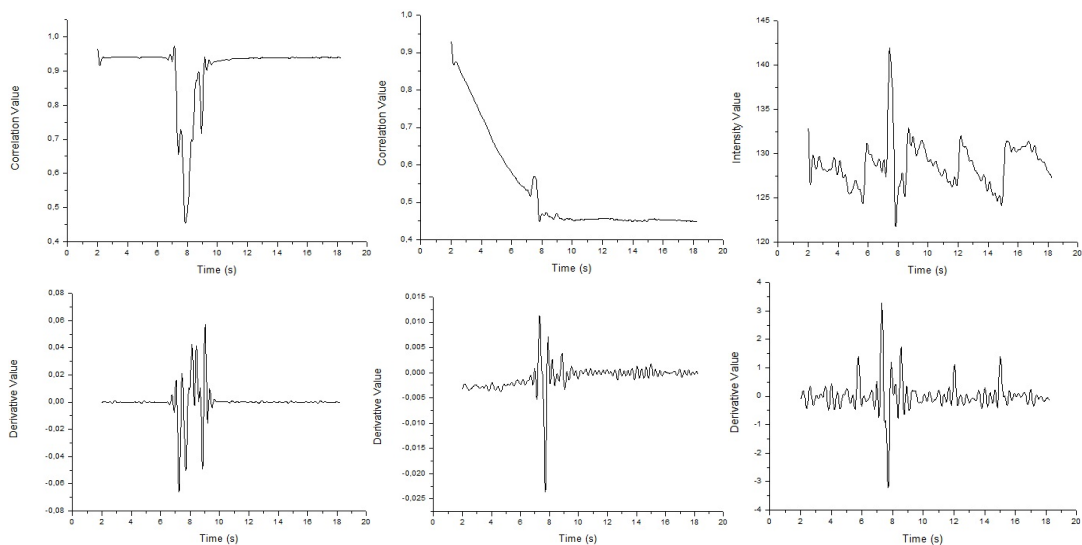 1,0
0,9
0,8
0,7
0,6
0,5
0,4
Correlation Value
0 2 4 6 8 10 12 14 16 18 20
Time (s)
1,0
0,9
0,8
0,7
0,6
0,5
0,4
Correlation Value
0 2 4 6 8 10 12 14 16 18 20
Time (s)
145
140
135
130
125
120
Intensity Value
0 2 4 6 8 10 12 14 16 18 20
Time (s)
0,08
0,06
0,04
0,02
0,00
-0,02
-0,04
-0,06
-0,08
Derivative Value
0 2 4 6 8 10 12 14 16 18 20
Time (s)
0,015
0,010
0,005
0,000
-0,005
-0,010
-0,015
-0,020
-0,025
Derivative Value
0 2 4 6 8 10 12 14 16 18 20
Time (s)
4
3
2
1
0
-1
-2
-3
-4
Derivative Value
0 2 4 6 8 10 12 14 16 18 20
Time (s)